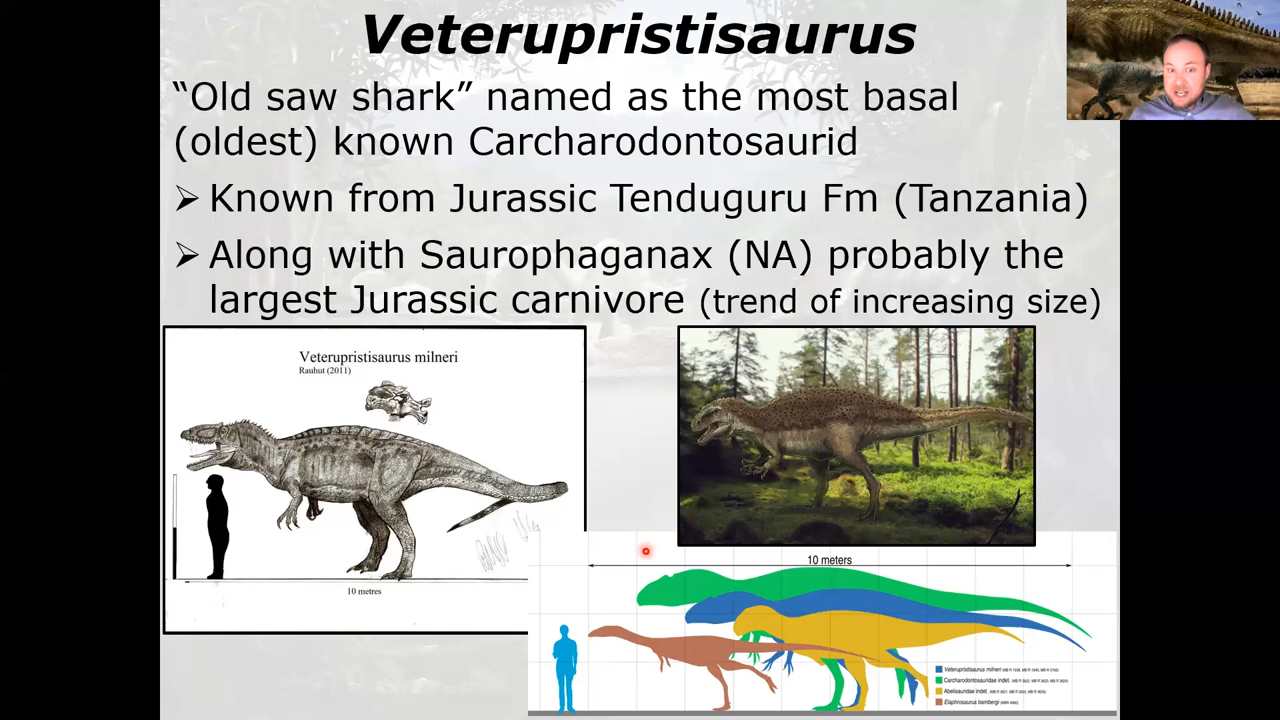 Veterupristisaurus
“Old saw shark” named as the most basal
(oldest) known Carcharodontosaurid
➢ Known from Jurassic Tenduguru Fm (Tanzania)
➢ Along with Saurophaganax (NA) probably the
largest Jurassic carnivore (trend of increasing size)
Veterupristisaurus milneri
Rauhut (2011)
10 metres
10 meters
Veterupristisaurus milneri
Carcharodontosauridae indet.
Abelisauridae indet.
Elaphrosaurus bambergi